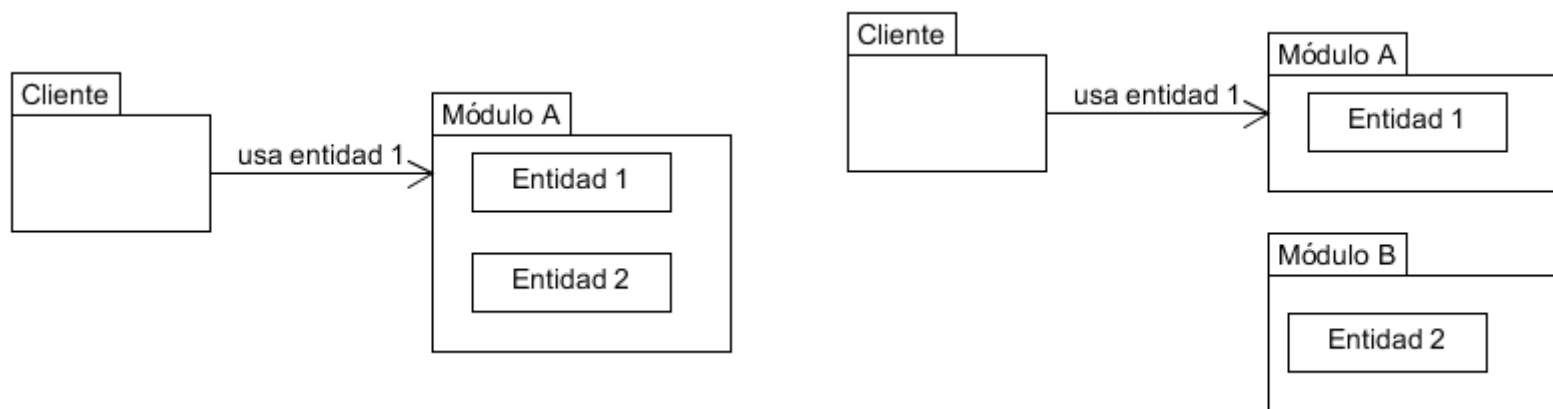 Cliente
usa entidad 1
Módulo A
Entidad 1
Entidad 2
Cliente
usa entidad 1
Módulo A
Entidad 1
Módulo B
Entidad 2